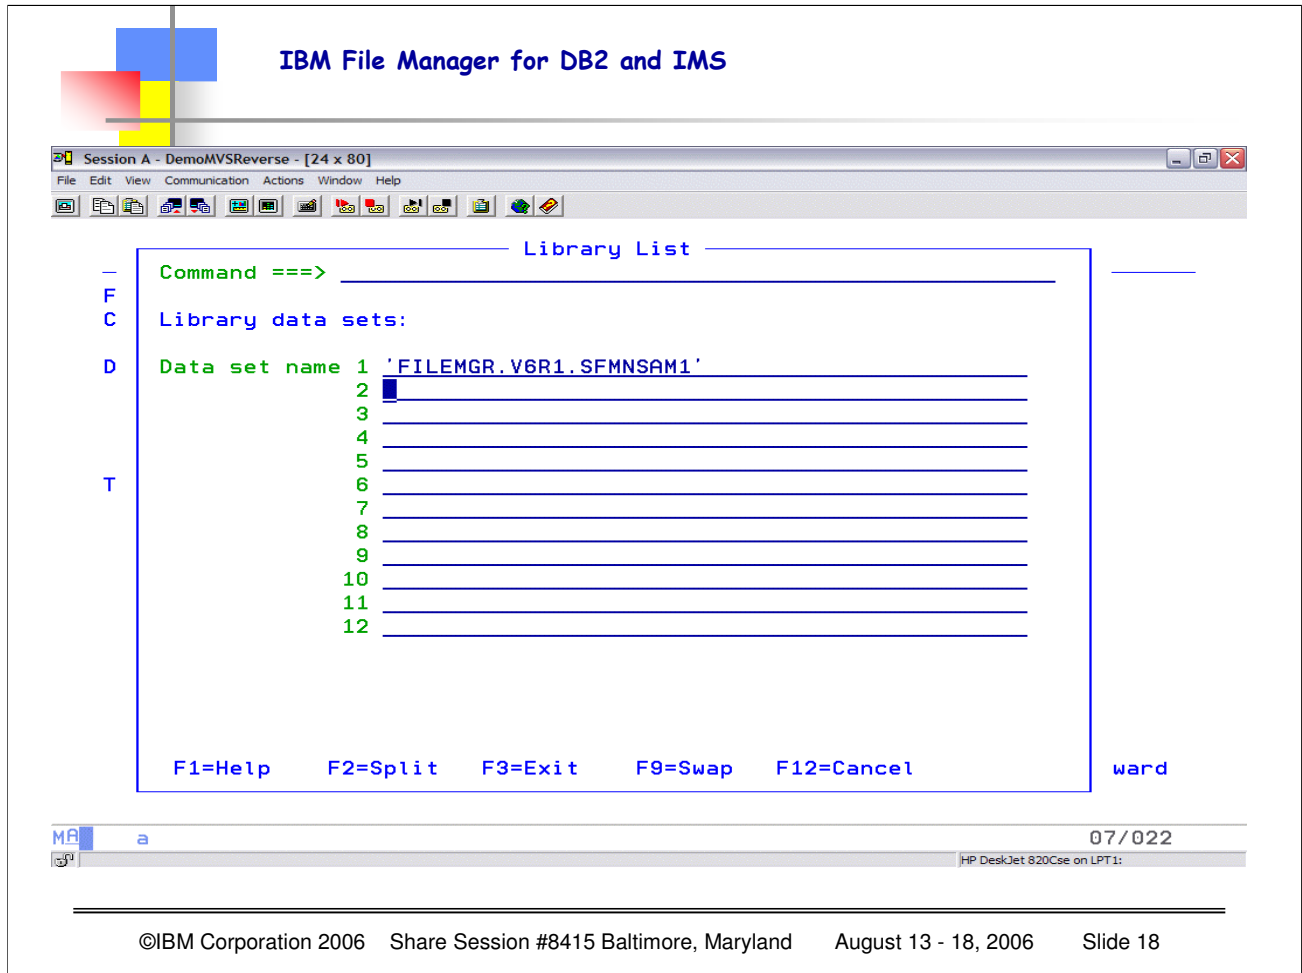 IBM File Manager for DB2 and IMS
Session A - DemoMVSReverse - [24 x 80]
File Edit View Communication Actions Window Help
Library List
Command ===>
F
C Library data sets:
D Data set name 1 'FILEMGR.V6R1.SFMNSAM1'
2
3
4
5
T 6
7
8
9
10
11
12
F1=Help F2=Split F3=Exit F9=Swap F12=Cancel ward
MA a 07/022
HP DeskJet 820Cse on LPT1:
©IBM Corporation 2006 Share Session #8415 Baltimore, Maryland August 13 - 18, 2006 Slide 18